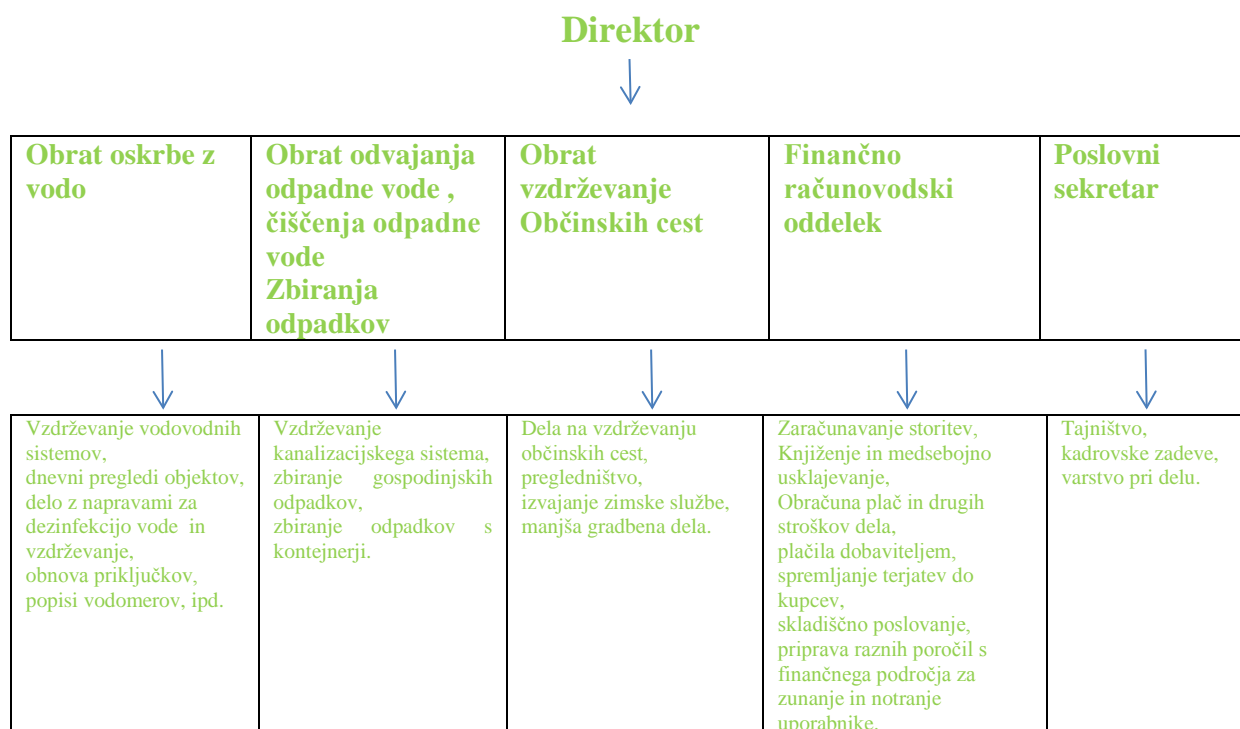 Direktor
Obrat oskrbe z
vodo
Obrat odvajanja
odpadne vode ,
čiščenja odpadne
vode
Zbiranja
odpadkov
Obrat
vzdrževanje
Občinskih cest
Finančno
računovodski
oddelek
Poslovni
sekretar
Vzdrževanje vodovodnih
sistemov,
dnevni pregledi objektov,
delo z napravami za
dezinfekcijo vode in
vzdrževanje,
obnova priključkov,
popisi vodomerov, ipd.
Vzdrževanje
kanalizacijskega sistema,
zbiranje gospodinjskih
odpadkov,
zbiranje odpadkov s
kontejnerji.
Dela na vzdrževanju
občinskih cest,
pregledništvo,
izvajanje zimske službe,
manjša gradbena dela.
Zaračunavanje storitev,
Knjiženje in medsebojno
usklajevanje,
Obračuna plač in drugih
stroškov dela,
plačila dobaviteljem,
spremljanje terjatev do
kupcev,
skladiščno poslovanje,
priprava raznih poročil s
finančnega področja za
zunanje in notranje
uporabnike.
Tajništvo,
kadrovske zadeve,
varstvo pri delu.